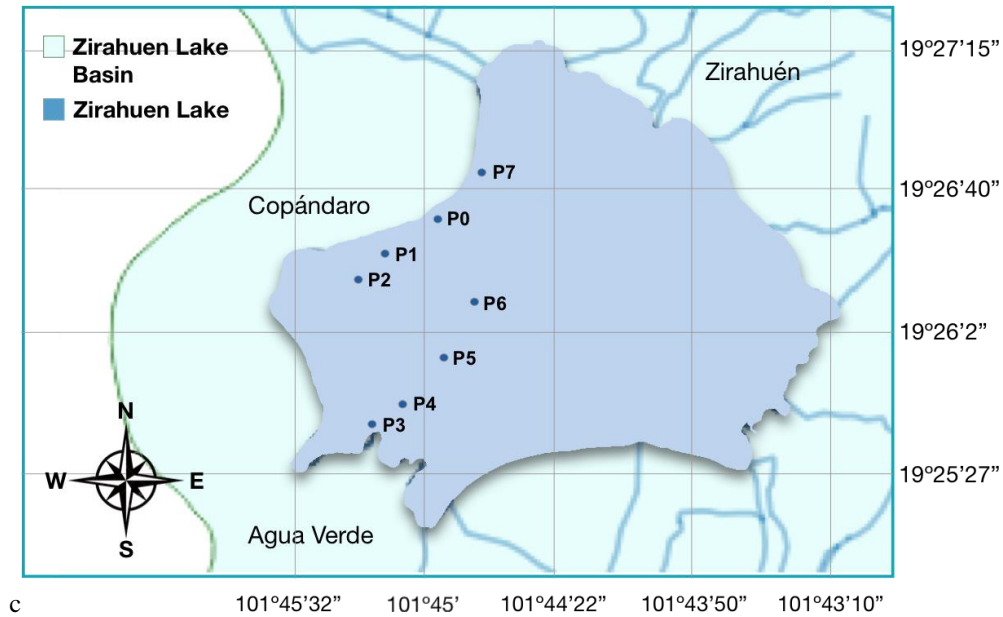 Zirahuen Lake
Basin
Zirahuen Lake
Zirahuén
Copándaro
Agua Verde
P7
P0
P1
P2
P6
P5
P4
P3
N
W
E
S
19º27’15”
19º26’40”
19º26’2”
19º25’27”
c
101º45’32”
101º45’
101º44’22”
101º43’50”
101º43’10”